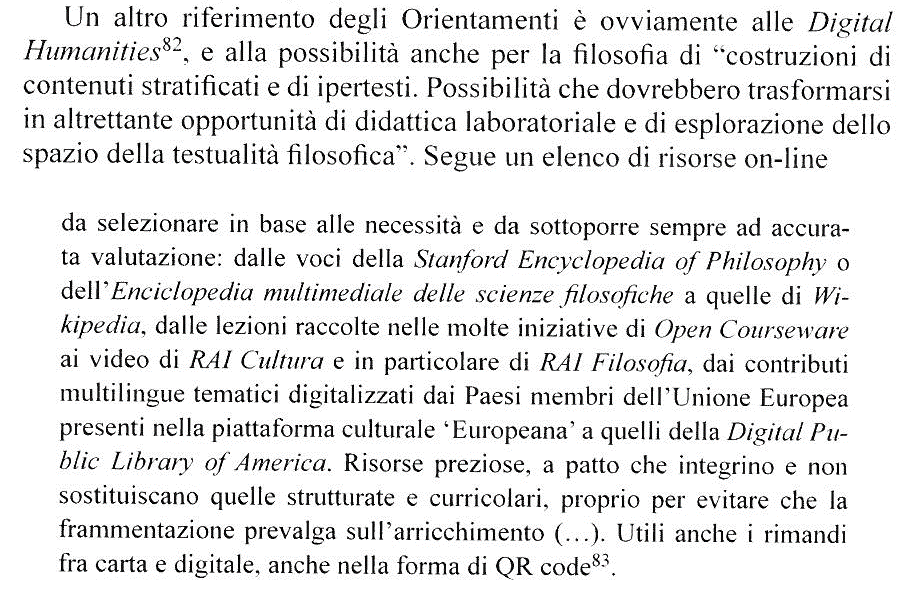 Un altro riferimento degli Orientamenti è ovviamente alle Digital
Humanities⁸², e alla possibilità anche per la filosofia di “costruzioni di
contenuti stratificati e di ipertesti. Possibilità che dovrebbero trasformarsi
in altrettante opportunità di didattica laboratoriale e di esplorazione dello
spazio della testualità filosofica”. Segue un elenco di risorse on-line
da selezionare in base alle necessità e da sottoporre sempre ad accura-
ta valutazione: dalle voci della Stanford Encyclopedia of Philosophy o
dell’Enciclopedia multimediale delle scienze filosofiche a quelle di Wi-
kipedia, dalle lezioni raccolte nelle molte iniziative di Open Courseware
ai video di RAI Cultura e in particolare di RAI Filosofia, dai contributi
multilingue tematici digitalizzati dai Paesi membri dell’Unione Europea
presenti nella piattaforma culturale ‘Europeana’ a quelli della Digital Pu-
blic Library of America. Risorse preziose, a patto che integrino e non
sostituiscano quelle strutturate e curricolari, proprio per evitare che la
frammentazione prevalga sull’arricchimento (…). Utili anche i rimandi
fra carta e digitale, anche nella forma di QR code⁸³.